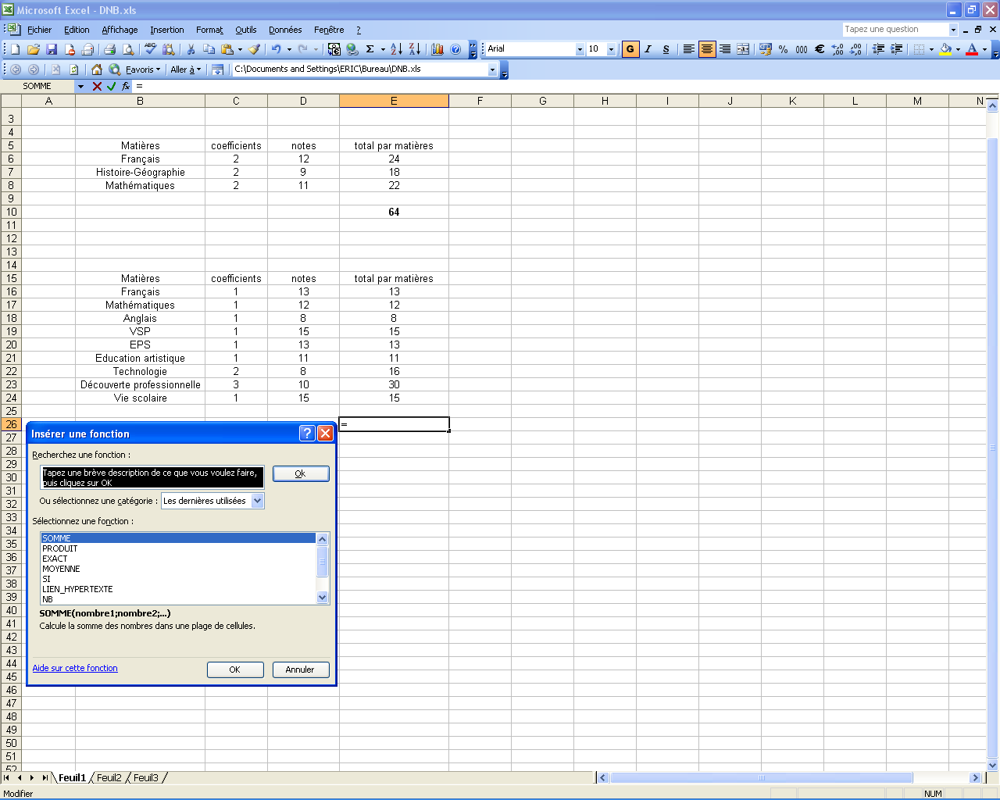 Microsoft Excel - DNB.xls
Fichier Edition Affichage Insertion Format Outils Données Fenêtre ? Tapez une question
Arial 10 G I S % 000 €
Favoris Aller à C:\Documents and Settings\ERIC\Bureau\DNB.xls
SOMME fx =
A B C D E F G H I J K L M N
3
4
5 Matières coefficients notes total par matières
6 Français 2 12 24
7 Histoire-Géographie 2 9 18
8 Mathématiques 2 11 22
9
10 64
11
12
13
14
15 Matières coefficients notes total par matières
16 Français 1 13 13
17 Mathématiques 1 12 12
18 Anglais 1 8 8
19 VSP 1 15 15
20 EPS 1 13 13
21 Education artistique 1 11 11
22 Technologie 2 8 16
23 Découverte professionnelle 3 10 30
24 Vie scolaire 1 15 15
25
26 =
27
28
29
30
31
32
33
34
35
36
37
38
39
40
41
42
43
44
45
46
47
48
49
50
51
52
Insérer une fonction ?
Recherchez une fonction :
Tapez une brève description de ce que vous voulez faire,
puis cliquez sur OK
Ok
Ou sélectionnez une catégorie : Les dernières utilisées
Sélectionnez une fonction :
SOMME
PRODUIT
EXACT
MOYENNE
SI
LIEN_HYPERTEXTE
NB
SOMME(nombre1;nombre2;...)
Calcule la somme des nombres dans une plage de cellules.
Aide sur cette fonction OK Annuler
Feuil1 Feuil2 Feuil3
Modifier NUM